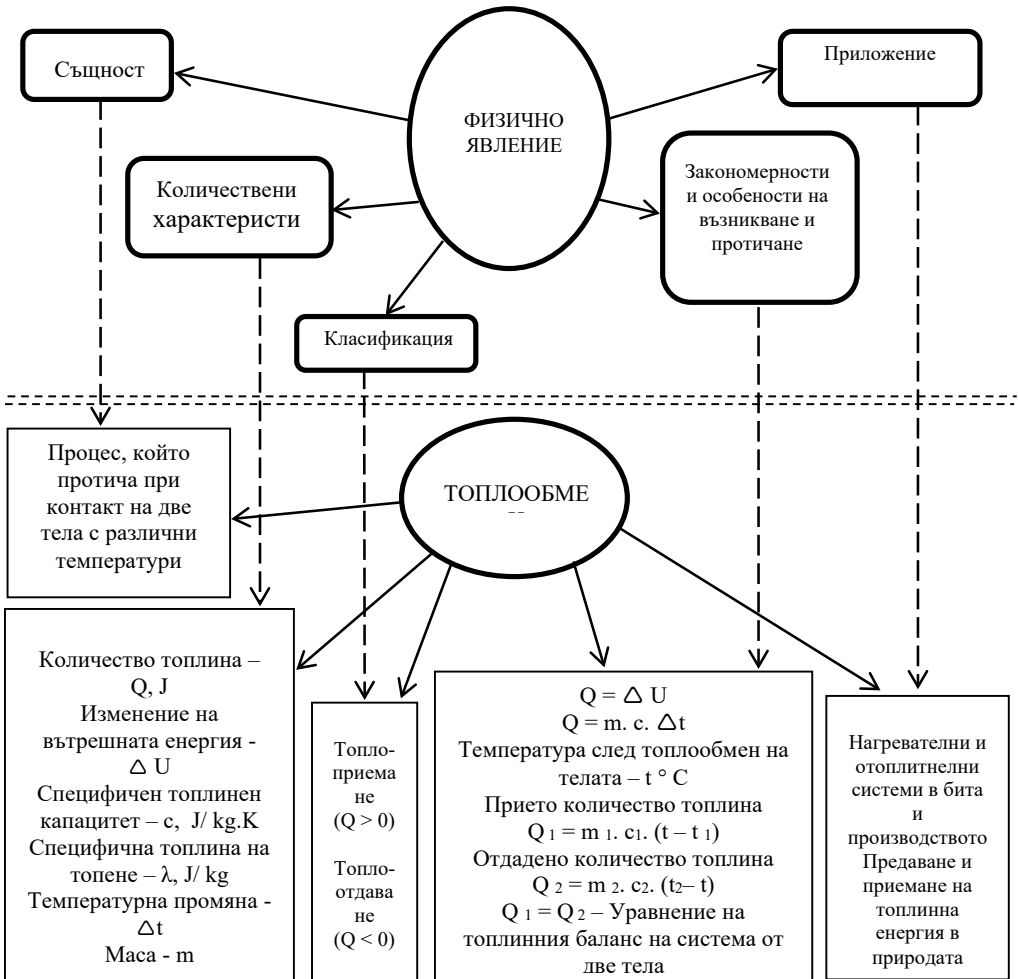 Същност
ФИЗИЧНО
ЯВЛЕНИЕ
Приложение
Количествени
характеристи
Закономерности
и особености на
възникване и
протичане
Класификация
Процес, който
протича при
контакт на две
тела с различни
температури
ТОПЛООБМЕ
Количество топлина –
Q, J
Изменение на
вътрешната енергия -
△ U
Специфичен топлинен
капацитет – c, J/ kg.K
Специфична топлина на
топене – λ, J/ kg
Температурна промяна -
△t
Маса - m
Топло-
приема
не
(Q > 0)
Топло-
отдава
не
(Q < 0)
Q = △ U
Q = m. c. △t
Температура след топлообмен на
телата – t ° C
Прието количество топлина
Q 1 = m 1. c1. (t – t 1)
Отдадено количество топлина
Q 2 = m 2. c2. (t2– t)
Q 1 = Q 2 – Уравнение на
топлинния баланс на система от
две тела
Нагревателни и
отоплитнелни
системи в бита
и
производството
Предаване и
приемане на
топлинна
енергия в
природата